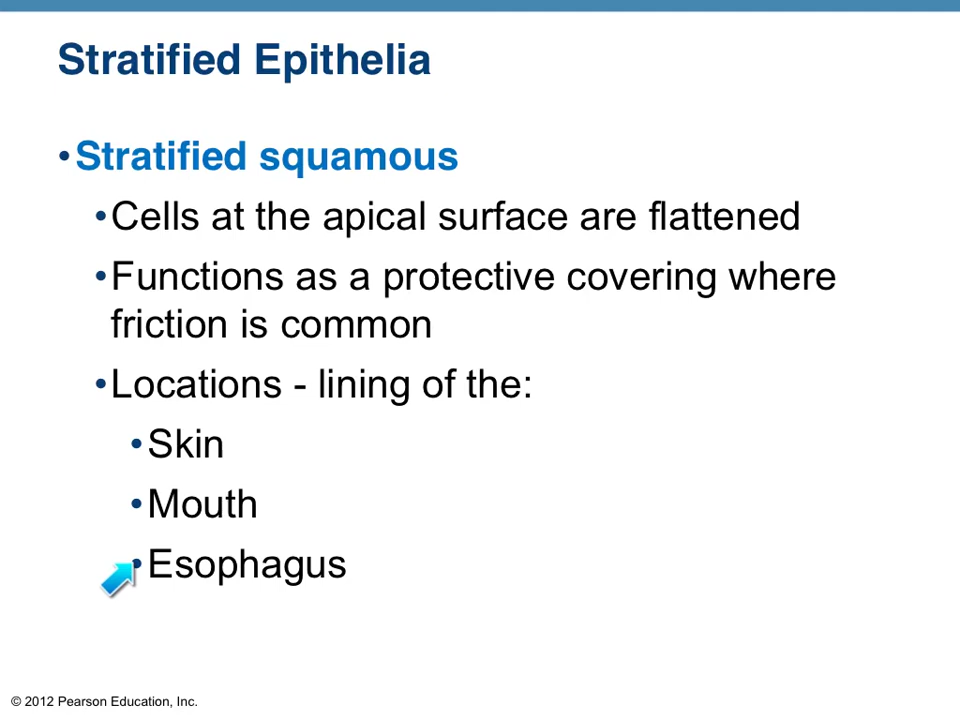 Stratified Epithelia
•Stratified squamous
•Cells at the apical surface are flattened
•Functions as a protective covering where
friction is common
•Locations - lining of the:
•Skin
•Mouth
•Esophagus
© 2012 Pearson Education, Inc.